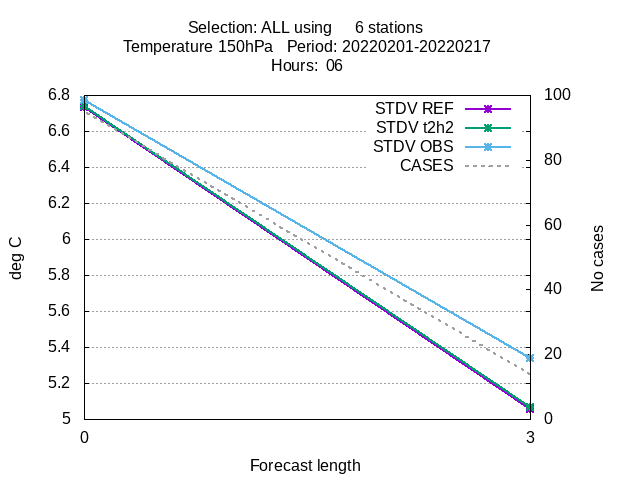 Selection: ALL using 6 stations
Temperature 150hPa Period: 20220201-20220217
Hours: 06
6.8
6.6
6.4
6.2
6
5.8
5.6
5.4
5.2
5
100
80
60
40
20
0
STDV REF
STDV t2h2
STDV OBS
CASES
deg C
No cases
0
3
Forecast length